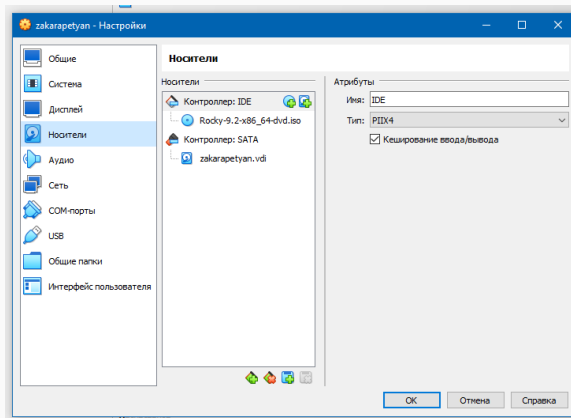 zakarapetyan - Настройки
Общие
Система
Дисплей
Носители
Аудио
Сеть
COM-порты
USB
Общие папки
Интерфейс пользователя
Носители
Носители
Контроллер: IDE
Rocky-9.2-x86_64-dvd.iso
Контроллер: SATA
zakarapetyan.vdi
Атрибуты
Имя: IDE
Тип: PIIX4
Кеширование ввода/вывода
OK Отмена Справка